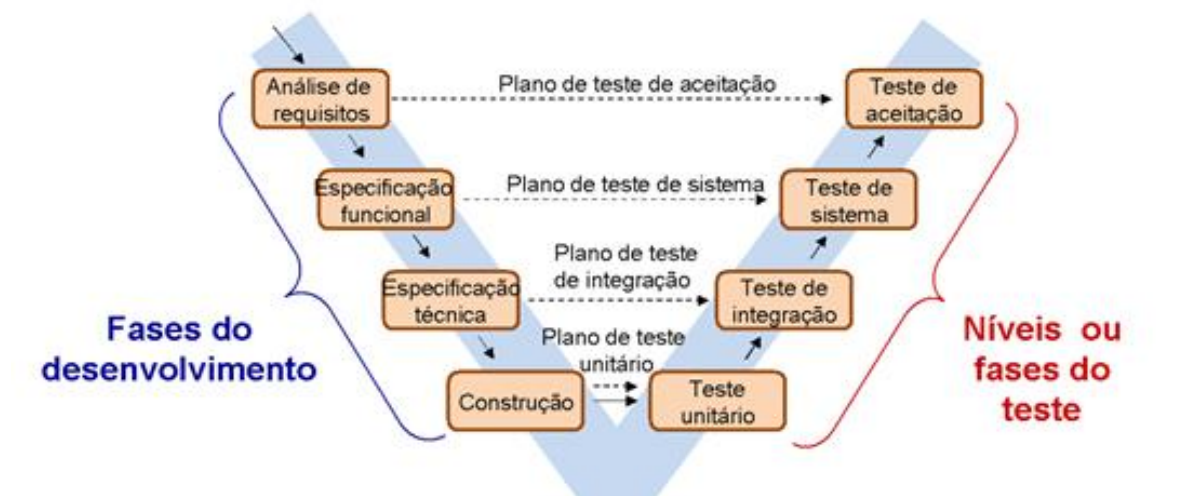 Análise de
requisitos
Plano de teste de aceitação
Teste de
aceitação
Especificação
funcional
Plano de teste de sistema
Teste de
sistema
Especificação
técnica
Plano de teste
de integração
Teste de
integração
Construção
Plano de teste
unitário
Teste
unitário
Fases do
desenvolvimento
Níveis ou
fases do
teste